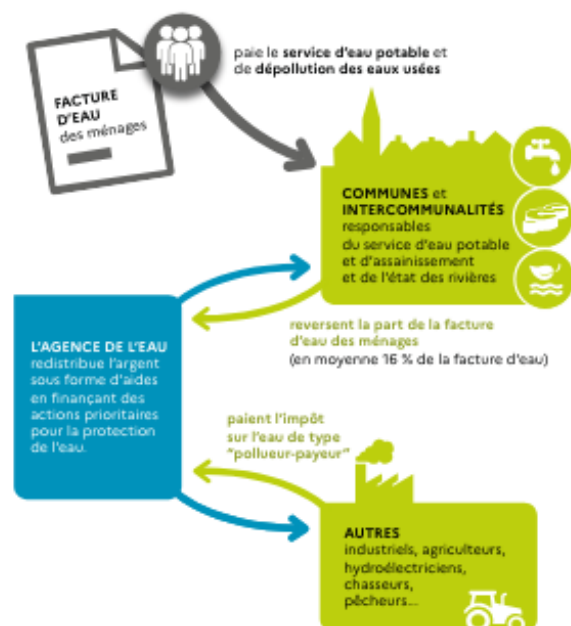 paie le service d'eau potable et
de dépollution des eaux usées
FACTURE
D'EAU
des ménages
COMMUNES et
INTERCOMMUNALITÉS
responsables
du service d'eau potable
et d'assainissement
et de l'état des rivières
reversent la part de la facture
d'eau des ménages
(en moyenne 16 % de la facture d'eau)
L'AGENCE DE L'EAU
redistribue l'argent
sous forme d'aides
en finançant des
actions prioritaires
pour la protection
de l'eau.
paient l'impôt
sur l'eau de type
"pollueur-payeur"
AUTRES
industriels, agriculteurs,
hydroélectriciens,
chasseurs,
pêcheurs...